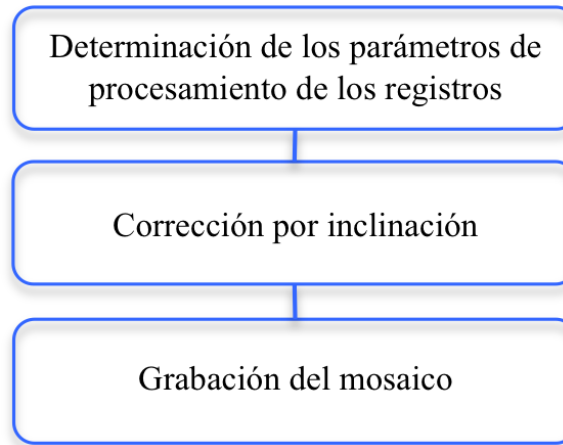 Determinación de los parámetros de
procesamiento de los registros
Corrección por inclinación
Grabación del mosaico